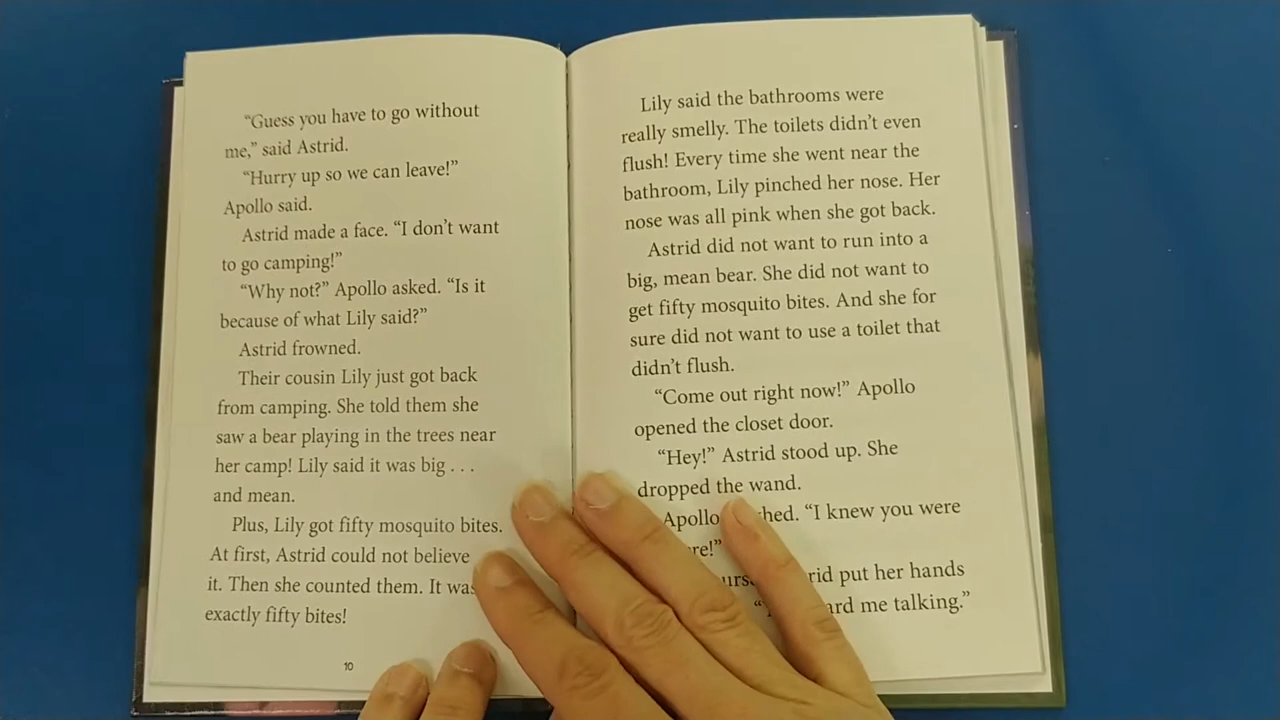 “Guess you have to go without
me,” said Astrid.
“Hurry up so we can leave!”
Apollo said.
Astrid made a face. “I don’t want
to go camping!”
“Why not?” Apollo asked. “Is it
because of what Lily said?”
Astrid frowned.
Their cousin Lily just got back
from camping. She told them she
saw a bear playing in the trees near
her camp! Lily said it was big . . .
and mean.
Plus, Lily got fifty mosquito bites.
At first, Astrid could not believe
it. Then she counted them. It was
exactly fifty bites!
10
Lily said the bathrooms were
really smelly. The toilets didn’t even
flush! Every time she went near the
bathroom, Lily pinched her nose. Her
nose was all pink when she got back.
Astrid did not want to run into a
big, mean bear. She did not want to
get fifty mosquito bites. And she for
sure did not want to use a toilet that
didn’t flush.
“Come out right now!” Apollo
opened the closet door.
“Hey!” Astrid stood up. She
dropped the wand.
Apollo “I knew you were
put her hands
me talking.”